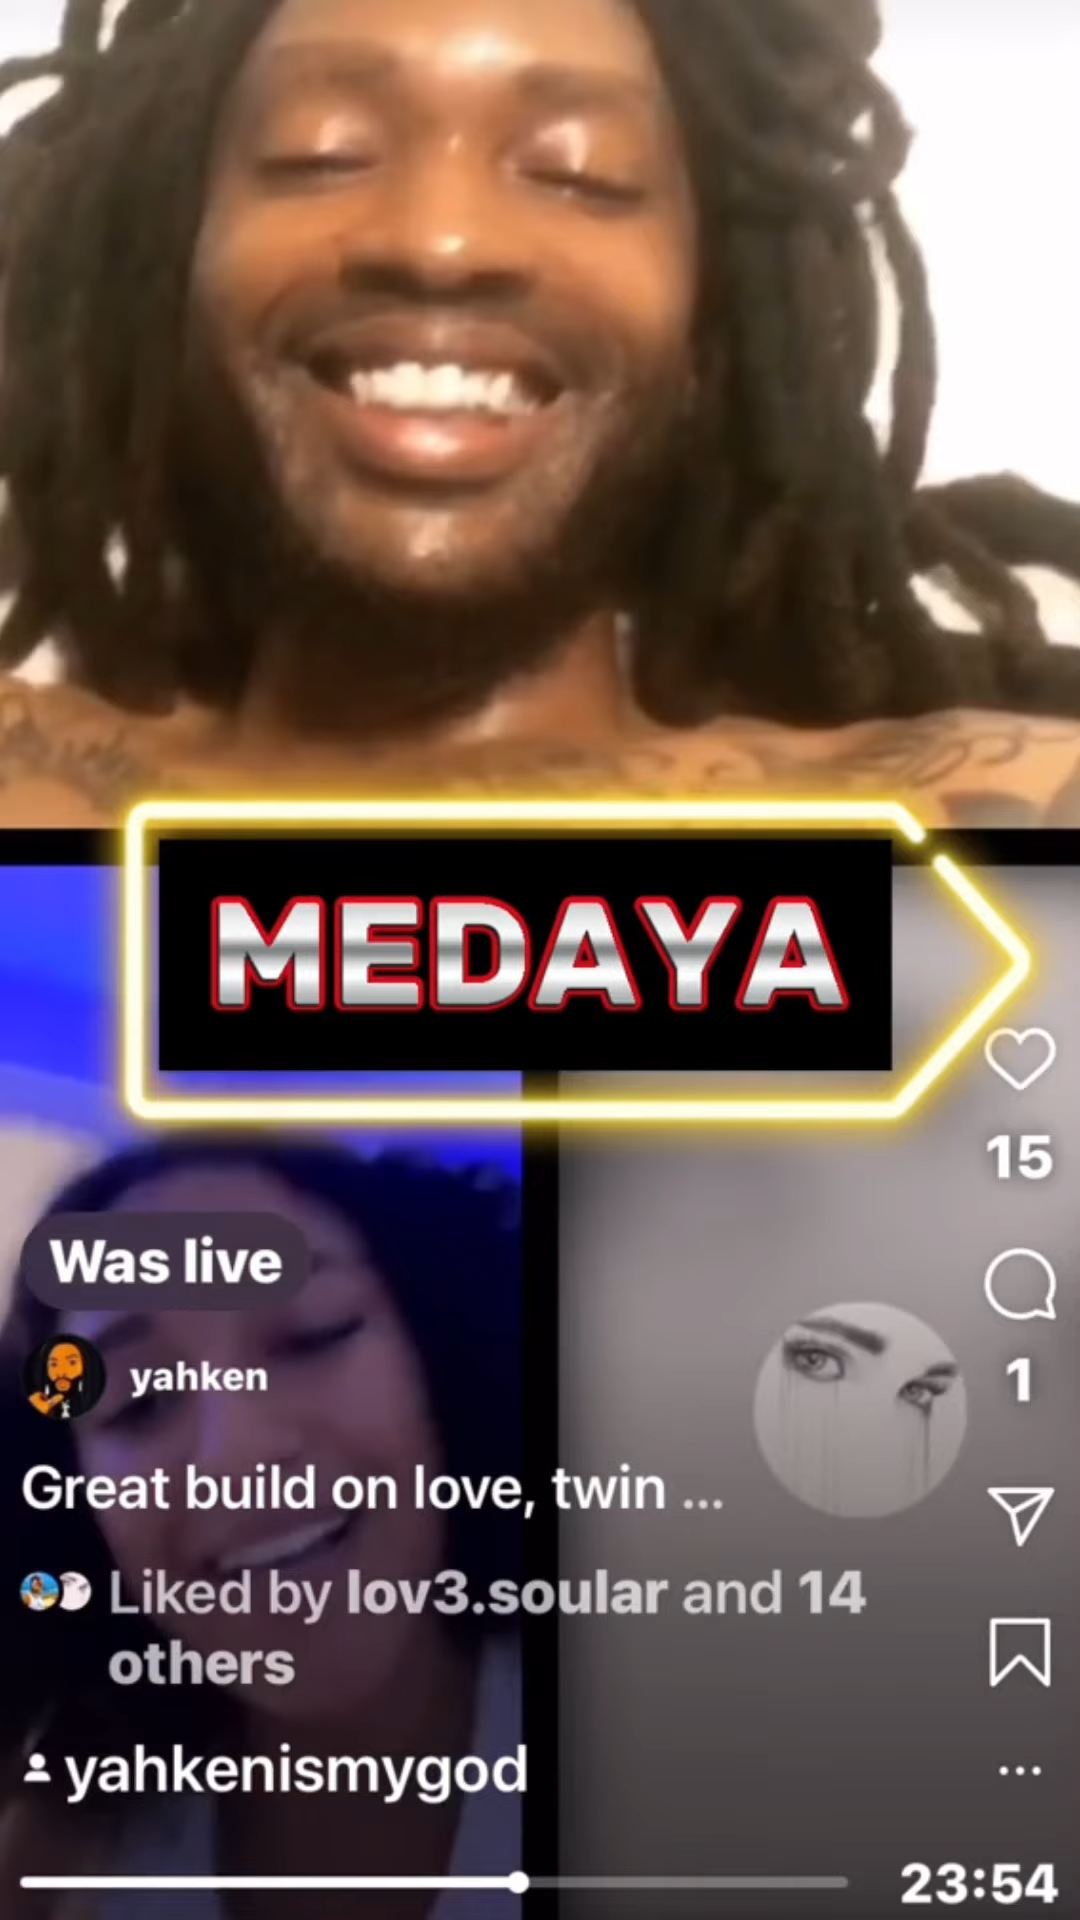 MEDAYA
15
Was live
yahken
1
Great build on love, twin ...
Liked by lov3.soular and 14
others
yahkenismygod
23:54